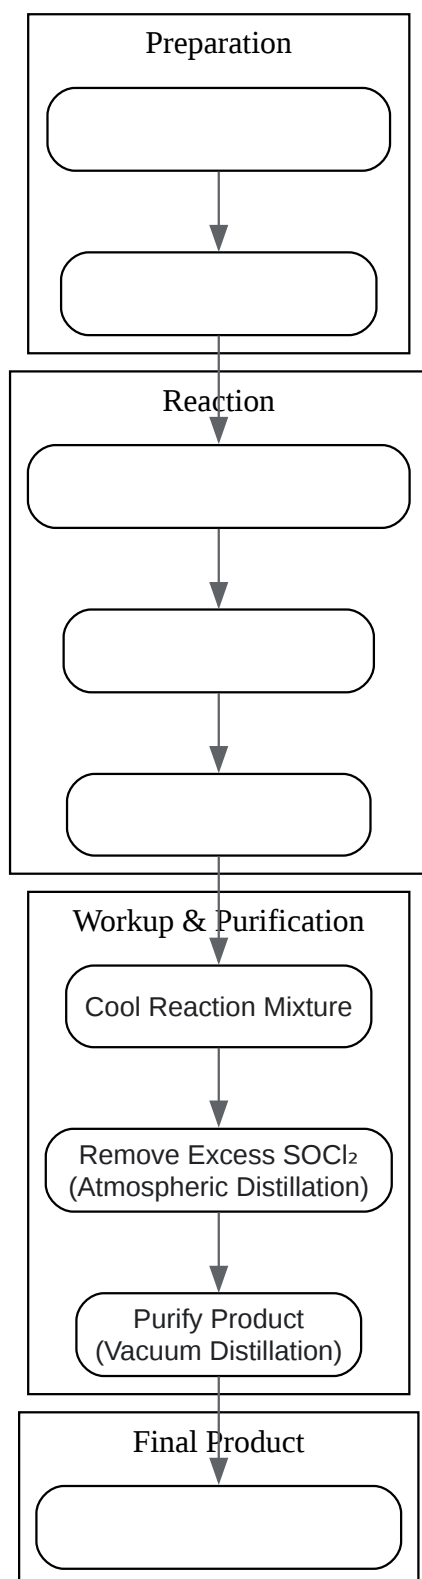 Preparation
Reaction
Workup & Purification
Cool Reaction Mixture
Remove Excess SOCl₂
(Atmospheric Distillation)
Purify Product
(Vacuum Distillation)
Final Product